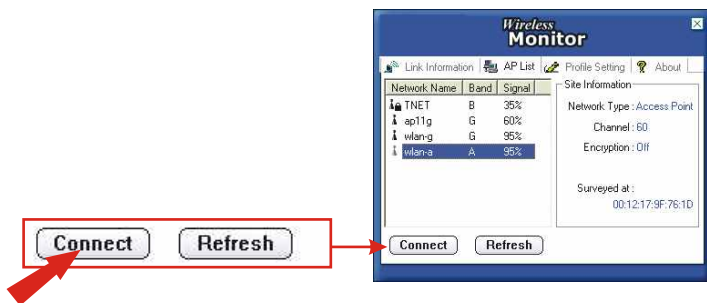 Wireless
Monitor
Link Information AP List Profile Setting About
Network Name Band Signal
TNET B 35%
ap11g G 60%
wlan-g G 95%
wlan-a A 95%
Site Information
Network Type : Access Point
Channel : 60
Encryption : Off
Surveyed at :
00:12:17:9F:76:1D
Connect Refresh
Connect Refresh